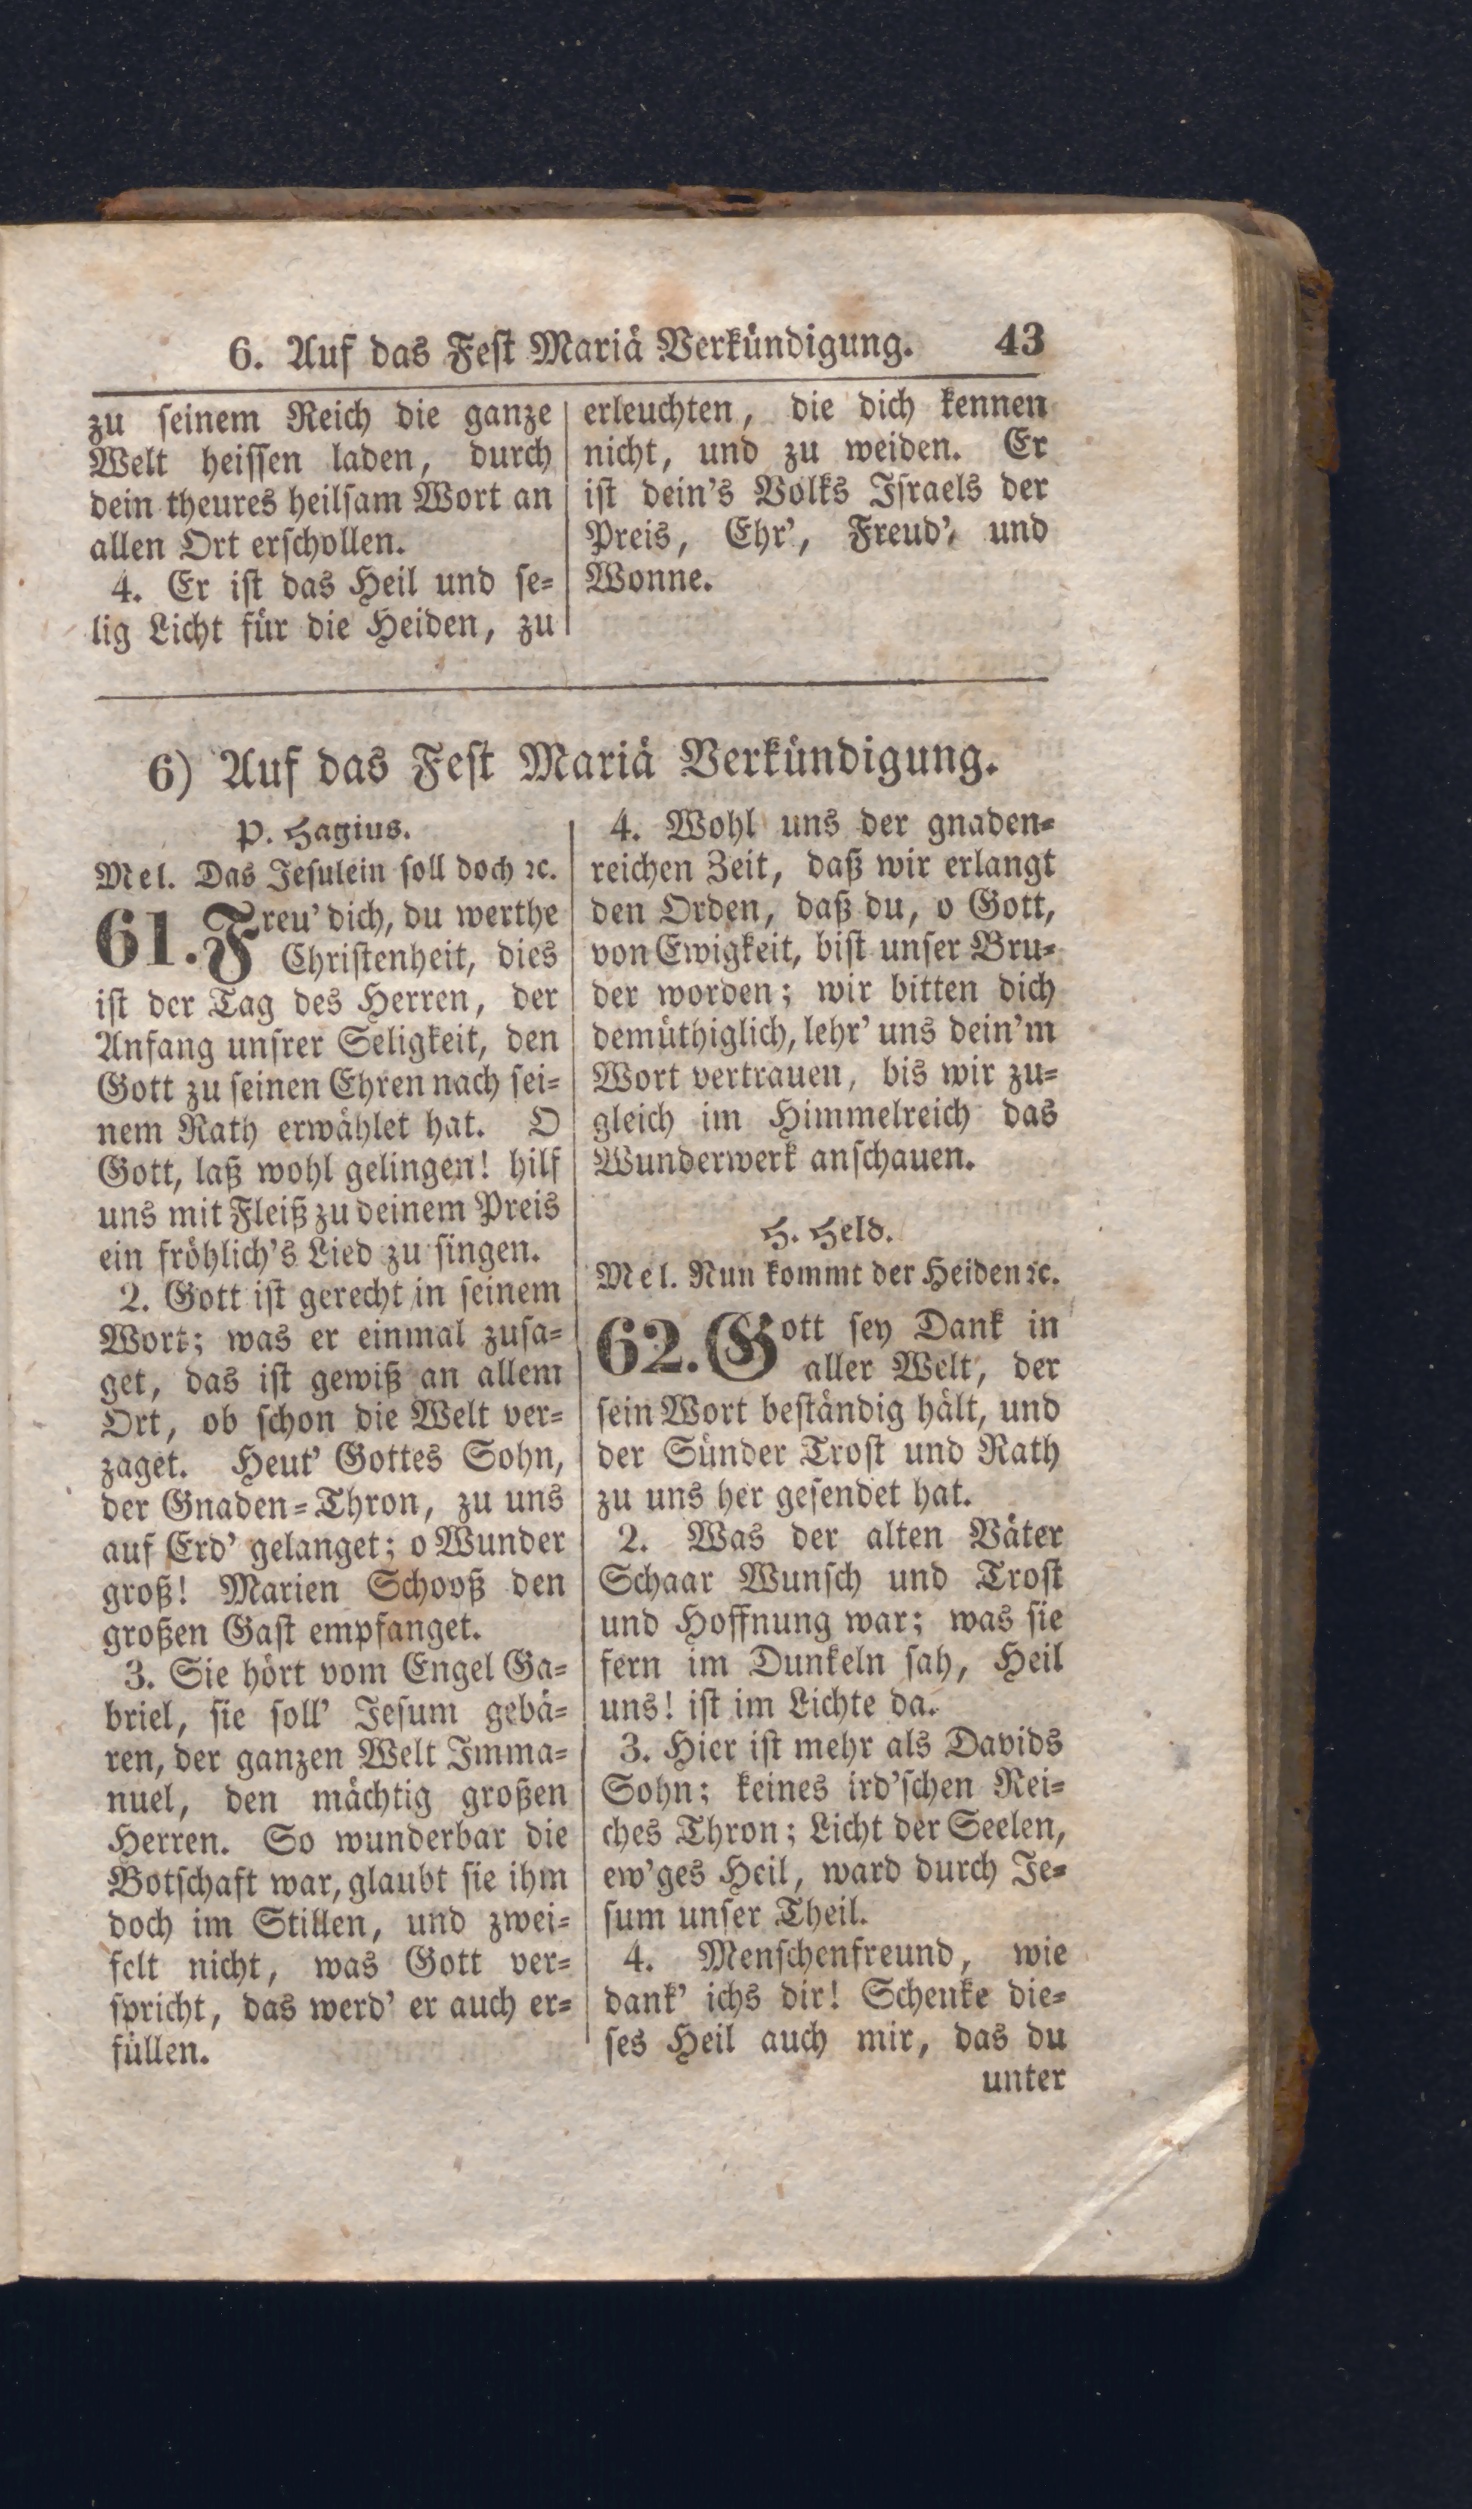 6. Auf das Feſt Mariä Verkündigung. 43
zu ſeinem Reich die ganze
Welt heiſſen laden, durch
dein theures heilſam Wort an
allen Ort erſchollen.
4. Er iſt das Heil und ſe-
lig Licht für die Heiden, zu
erleuchten, die dich kennen
nicht, und zu weiden. Er
iſt dein's Volks Iſraels der
Preis, Ehr', Freud', und
Wonne.
6) Auf das Feſt Mariä Verkündigung.
P. Hagius.
Mel. Das Jeſulein ſoll doch ꝛc.
61. Freu' dich, du werthe
Chriſtenheit, dies
iſt der Tag des Herren, der
Anfang unſrer Seligkeit, den
Gott zu ſeinen Ehren nach ſei-
nem Rath erwählet hat. O
Gott, laß wohl gelingen! hilf
uns mit Fleiß zu deinem Preis
ein fröhlich's Lied zu ſingen.
2. Gott iſt gerecht in ſeinem
Wort; was er einmal zuſa-
get, das iſt gewiß an allem
Ort, ob ſchon die Welt ver-
zaget. Heut' Gottes Sohn,
der Gnaden-Thron, zu uns
auf Erd' gelanget; o Wunder
groß! Marien Schooß den
großen Gaſt empfanget.
3. Sie hört vom Engel Ga-
briel, ſie ſoll' Jeſum gebä-
ren, der ganzen Welt Imma-
nuel, den mächtig großen
Herren. So wunderbar die
Botſchaft war, glaubt ſie ihm
doch im Stillen, und zwei-
felt nicht, was Gott ver-
ſpricht, das werd' er auch er-
füllen.
4. Wohl uns der gnaden-
reichen Zeit, daß wir erlangt
den Orden, daß du, o Gott,
von Ewigkeit, biſt unſer Bru-
der worden; wir bitten dich
demüthiglich, lehr' uns dein'm
Wort vertrauen, bis wir zu-
gleich im Himmelreich das
Wunderwerk anſchauen.
H. Held.
Mel. Nun kommt der Heiden ꝛc.
62. Gott ſey Dank in
aller Welt, der
ſein Wort beſtändig hält, und
der Sünder Troſt und Rath
zu uns her geſendet hat.
2. Was der alten Väter
Schaar Wunſch und Troſt
und Hoffnung war; was ſie
fern im Dunkeln ſah, Heil
uns! iſt im Lichte da.
3. Hier iſt mehr als Davids
Sohn; keines ird'ſchen Rei-
ches Thron; Licht der Seelen,
ew'ges Heil, ward durch Je-
ſum unſer Theil.
4. Menſchenfreund, wie
dank' ichs dir! Schenke die-
ſes Heil auch mir, das du
unter